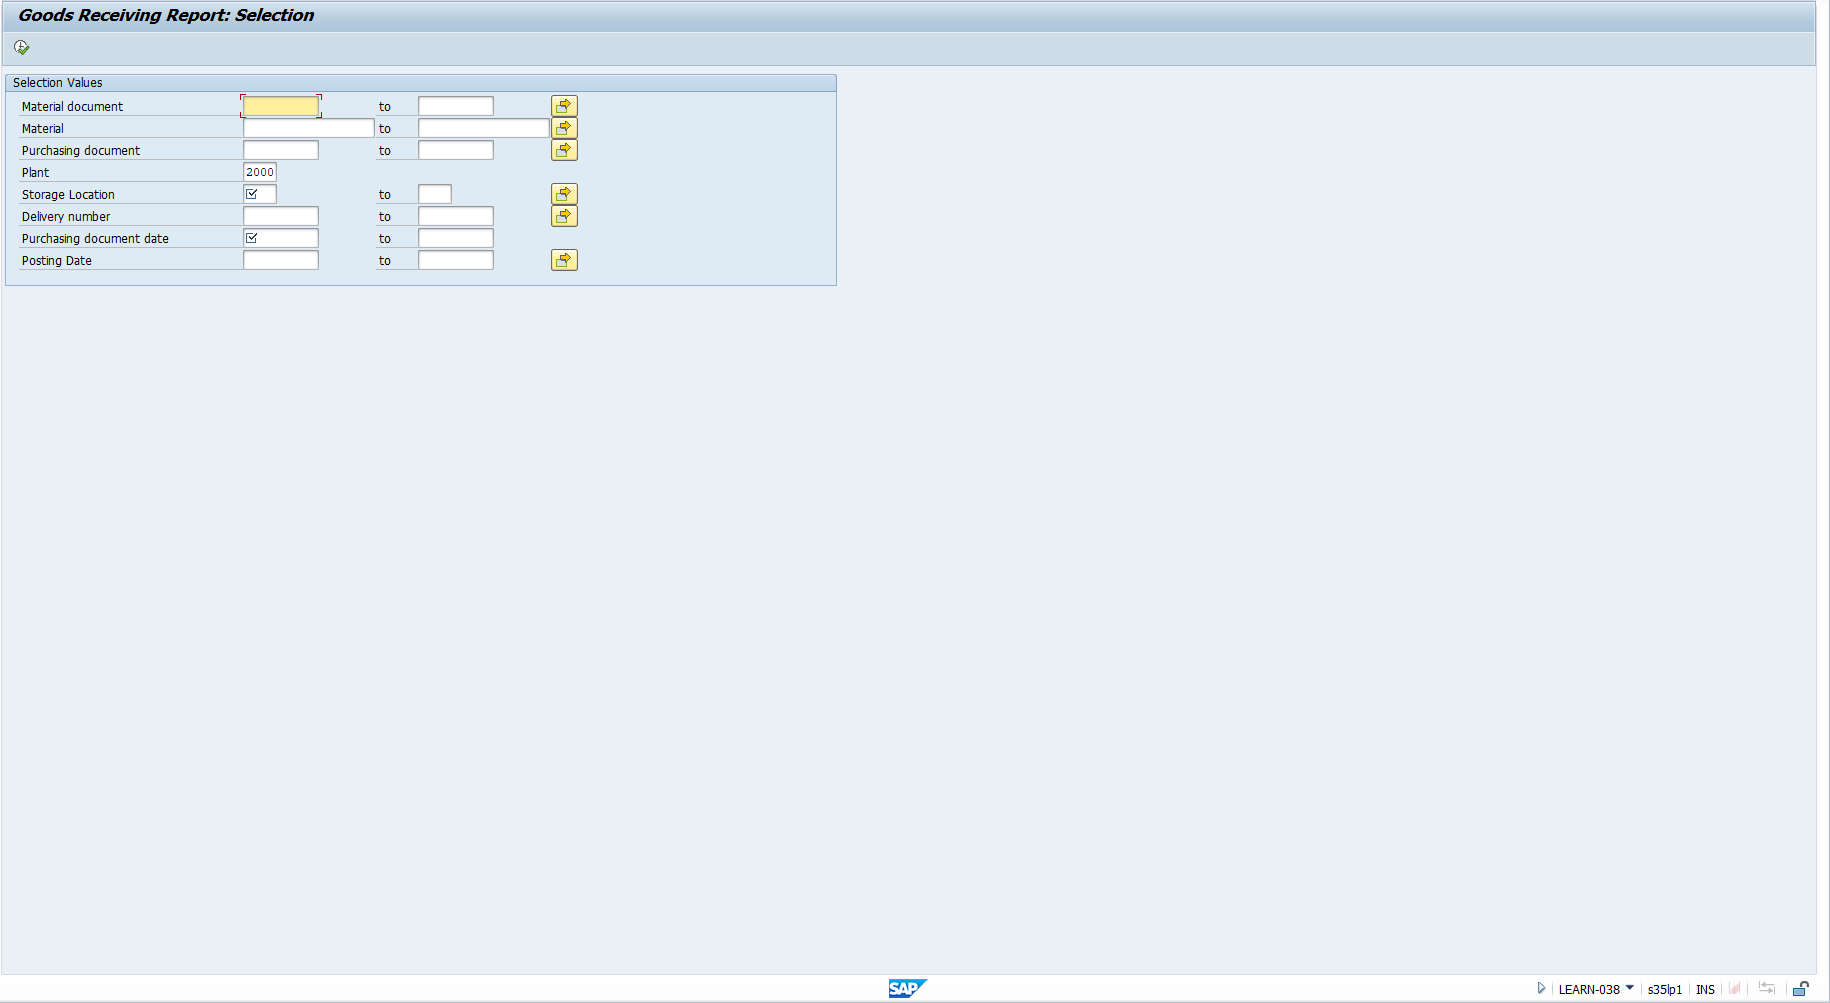 Goods Receiving Report: Selection
Selection Values
Material document to
Material to
Purchasing document to
Plant 2000
Storage Location to
Delivery number to
Purchasing document date to
Posting Date to
SAP LEARN-038 s35lp1 INS